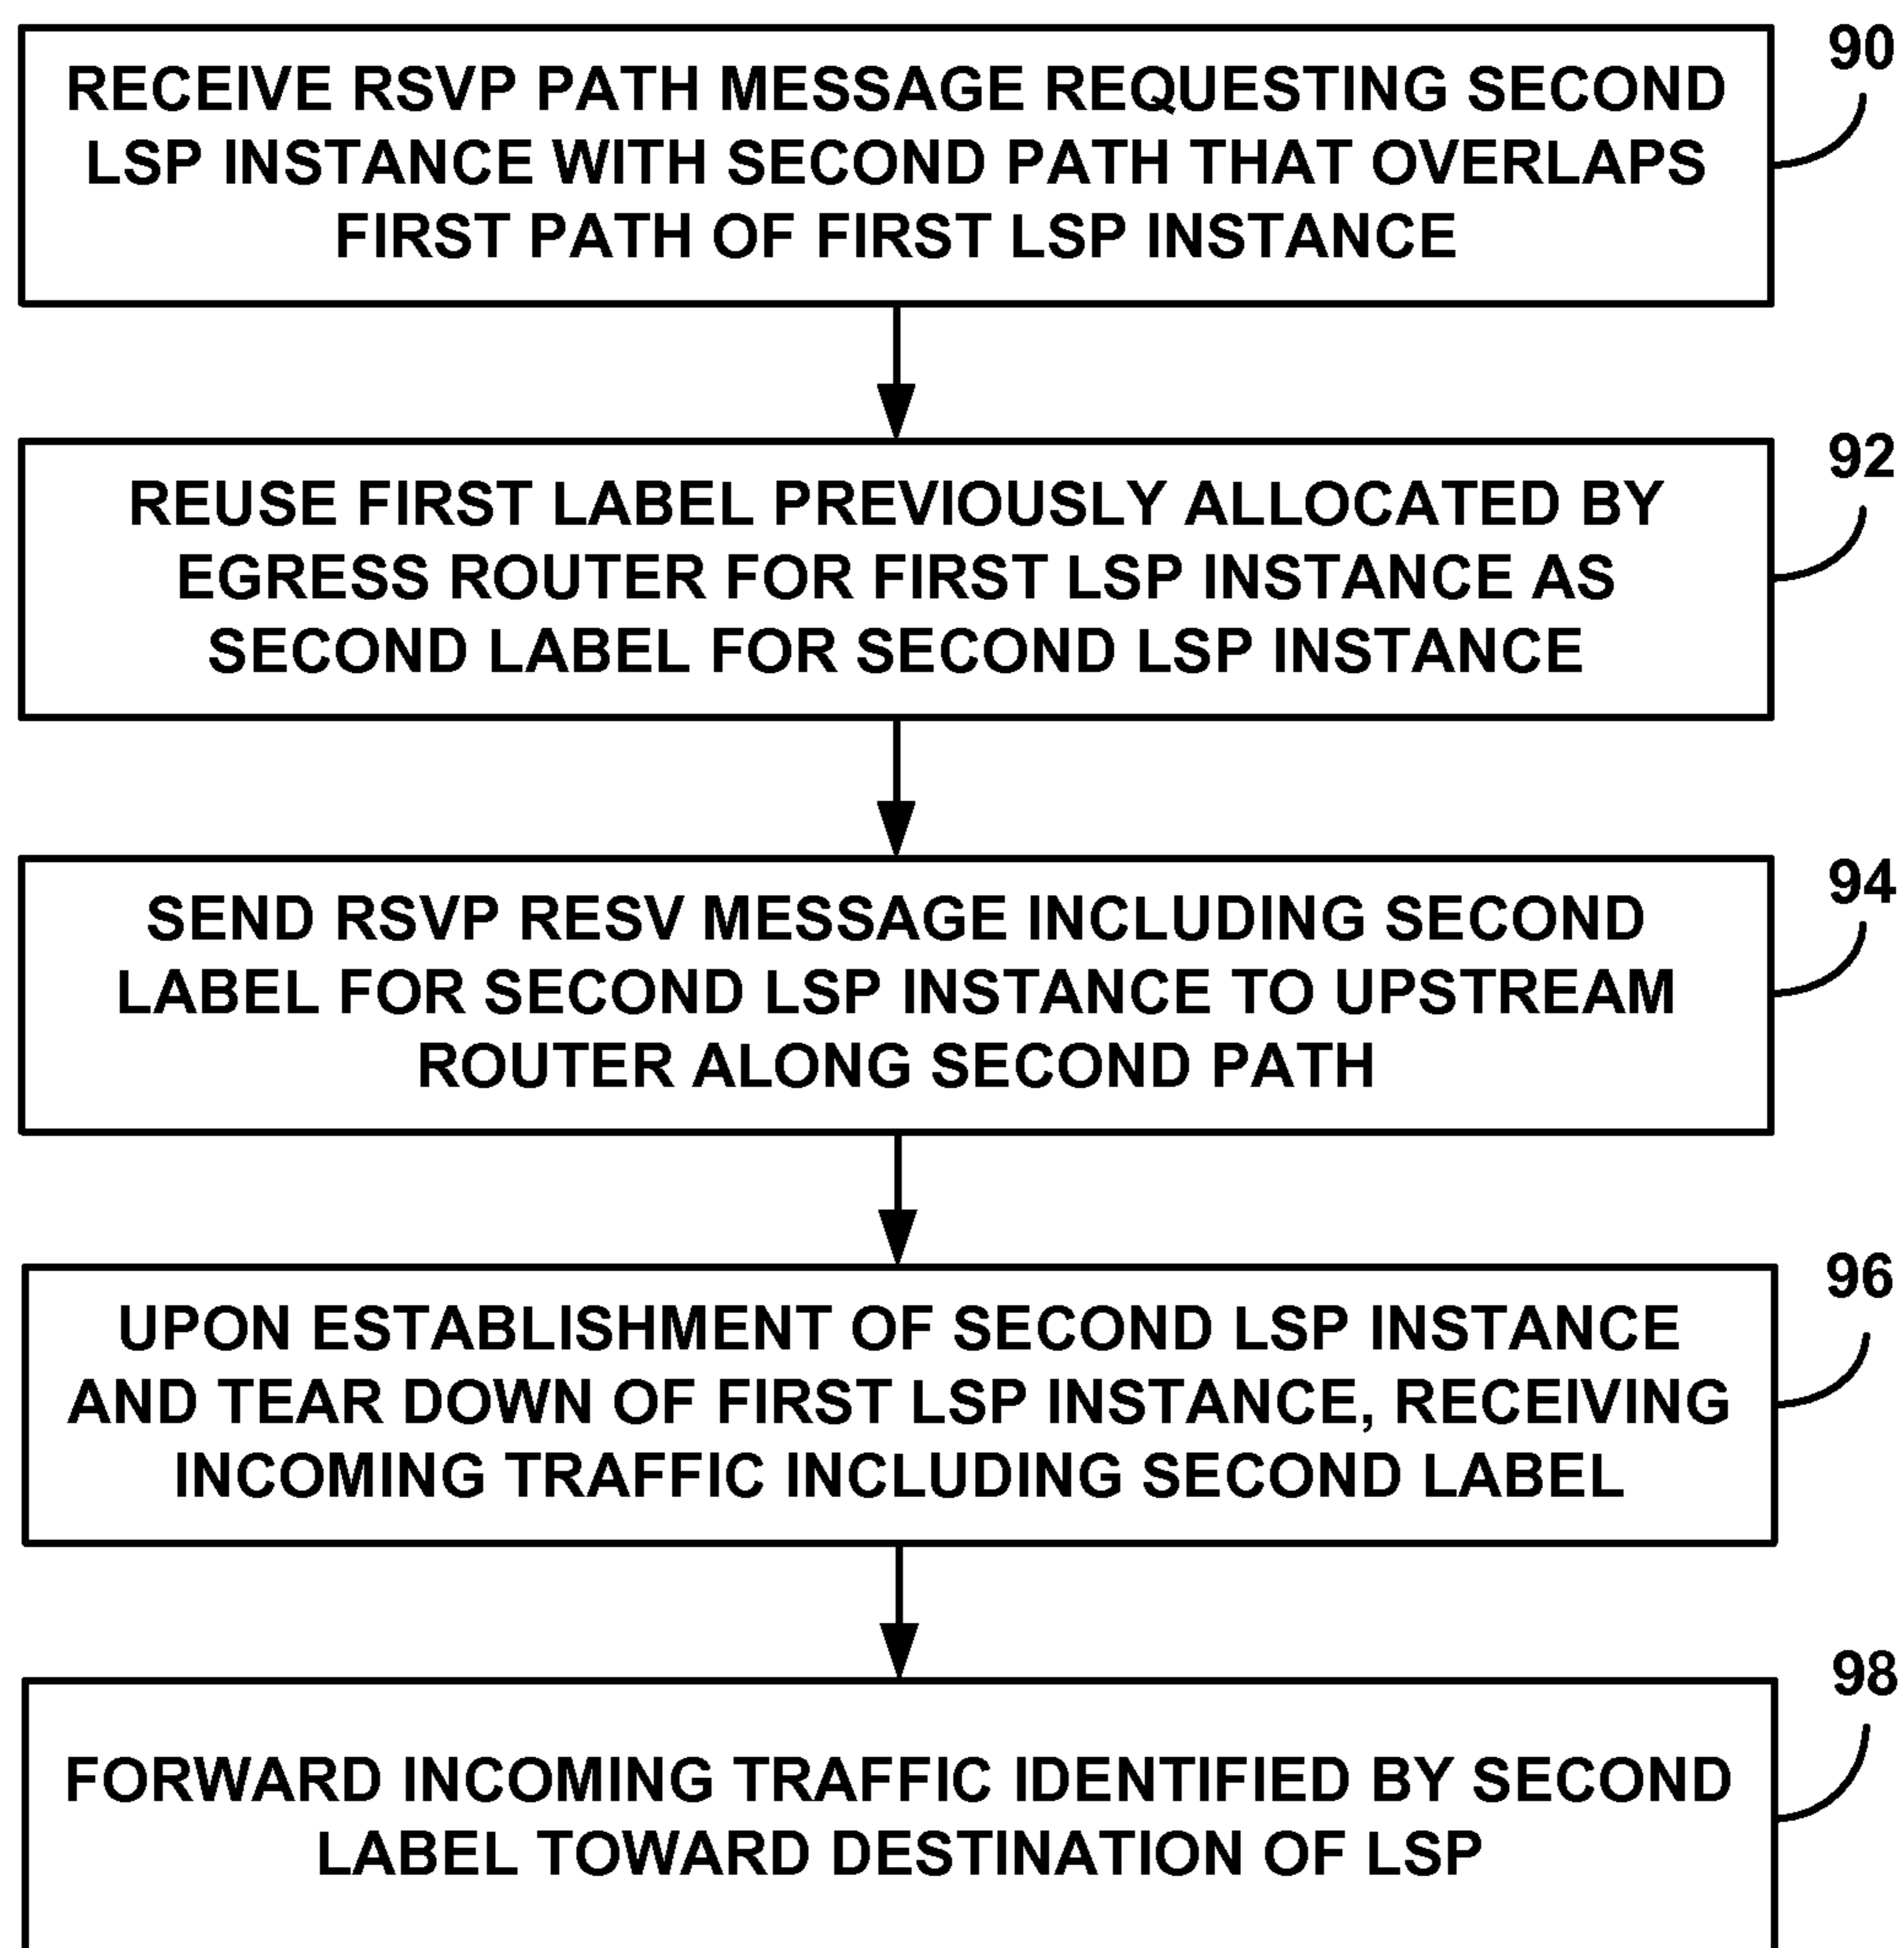 90
RECEIVE RSVP PATH MESSAGE REQUESTING SECOND
LSP INSTANCE WITH SECOND PATH THAT OVERLAPS
FIRST PATH OF FIRST LSP INSTANCE
92
REUSE FIRST LABEL PREVIOUSLY ALLOCATED BY
EGRESS ROUTER FOR FIRST LSP INSTANCE AS
SECOND LABEL FOR SECOND LSP INSTANCE
94
SEND RSVP RESV MESSAGE INCLUDING SECOND
LABEL FOR SECOND LSP INSTANCE TO UPSTREAM
ROUTER ALONG SECOND PATH
96
UPON ESTABLISHMENT OF SECOND LSP INSTANCE
AND TEAR DOWN OF FIRST LSP INSTANCE, RECEIVING
INCOMING TRAFFIC INCLUDING SECOND LABEL
98
FORWARD INCOMING TRAFFIC IDENTIFIED BY SECOND
LABEL TOWARD DESTINATION OF LSP